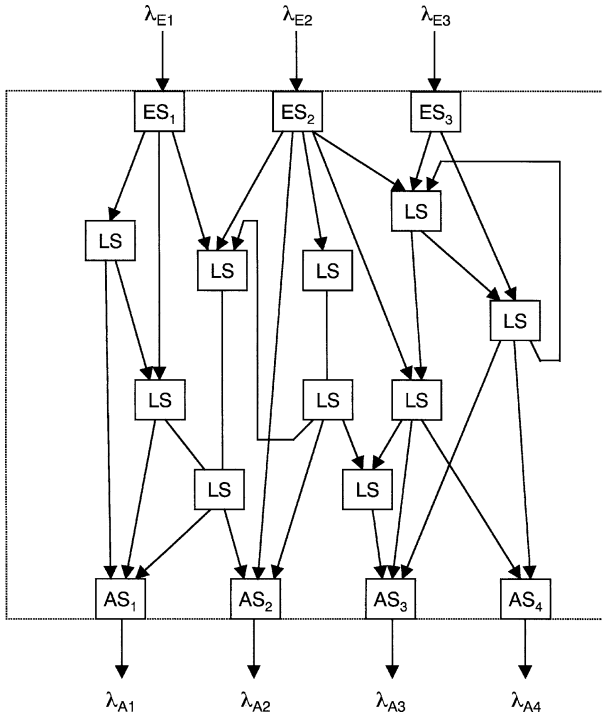 λE1 λE2 λE3
ES1 ES2 ES3
LS
LS
LS LS
LS
LS LS LS
LS LS
AS1 AS2 AS3 AS4
λA1 λA2 λA3 λA4